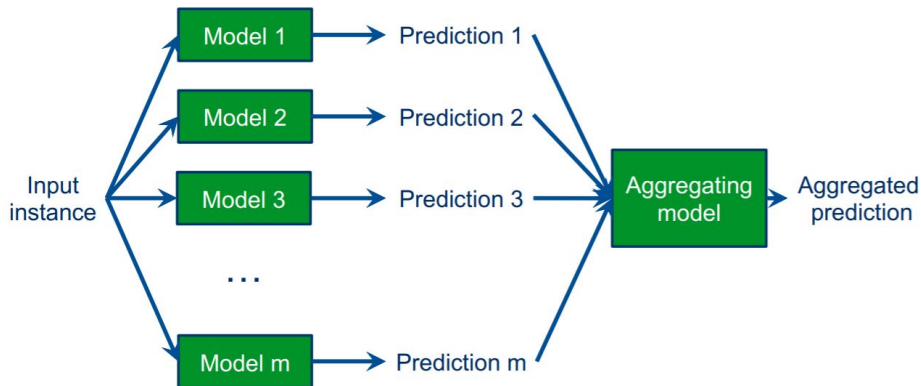 Model 1
Prediction 1
Model 2
Prediction 2
Input
instance
Model 3
Prediction 3
Aggregating
model
Aggregated
prediction
...
Model m
Prediction m